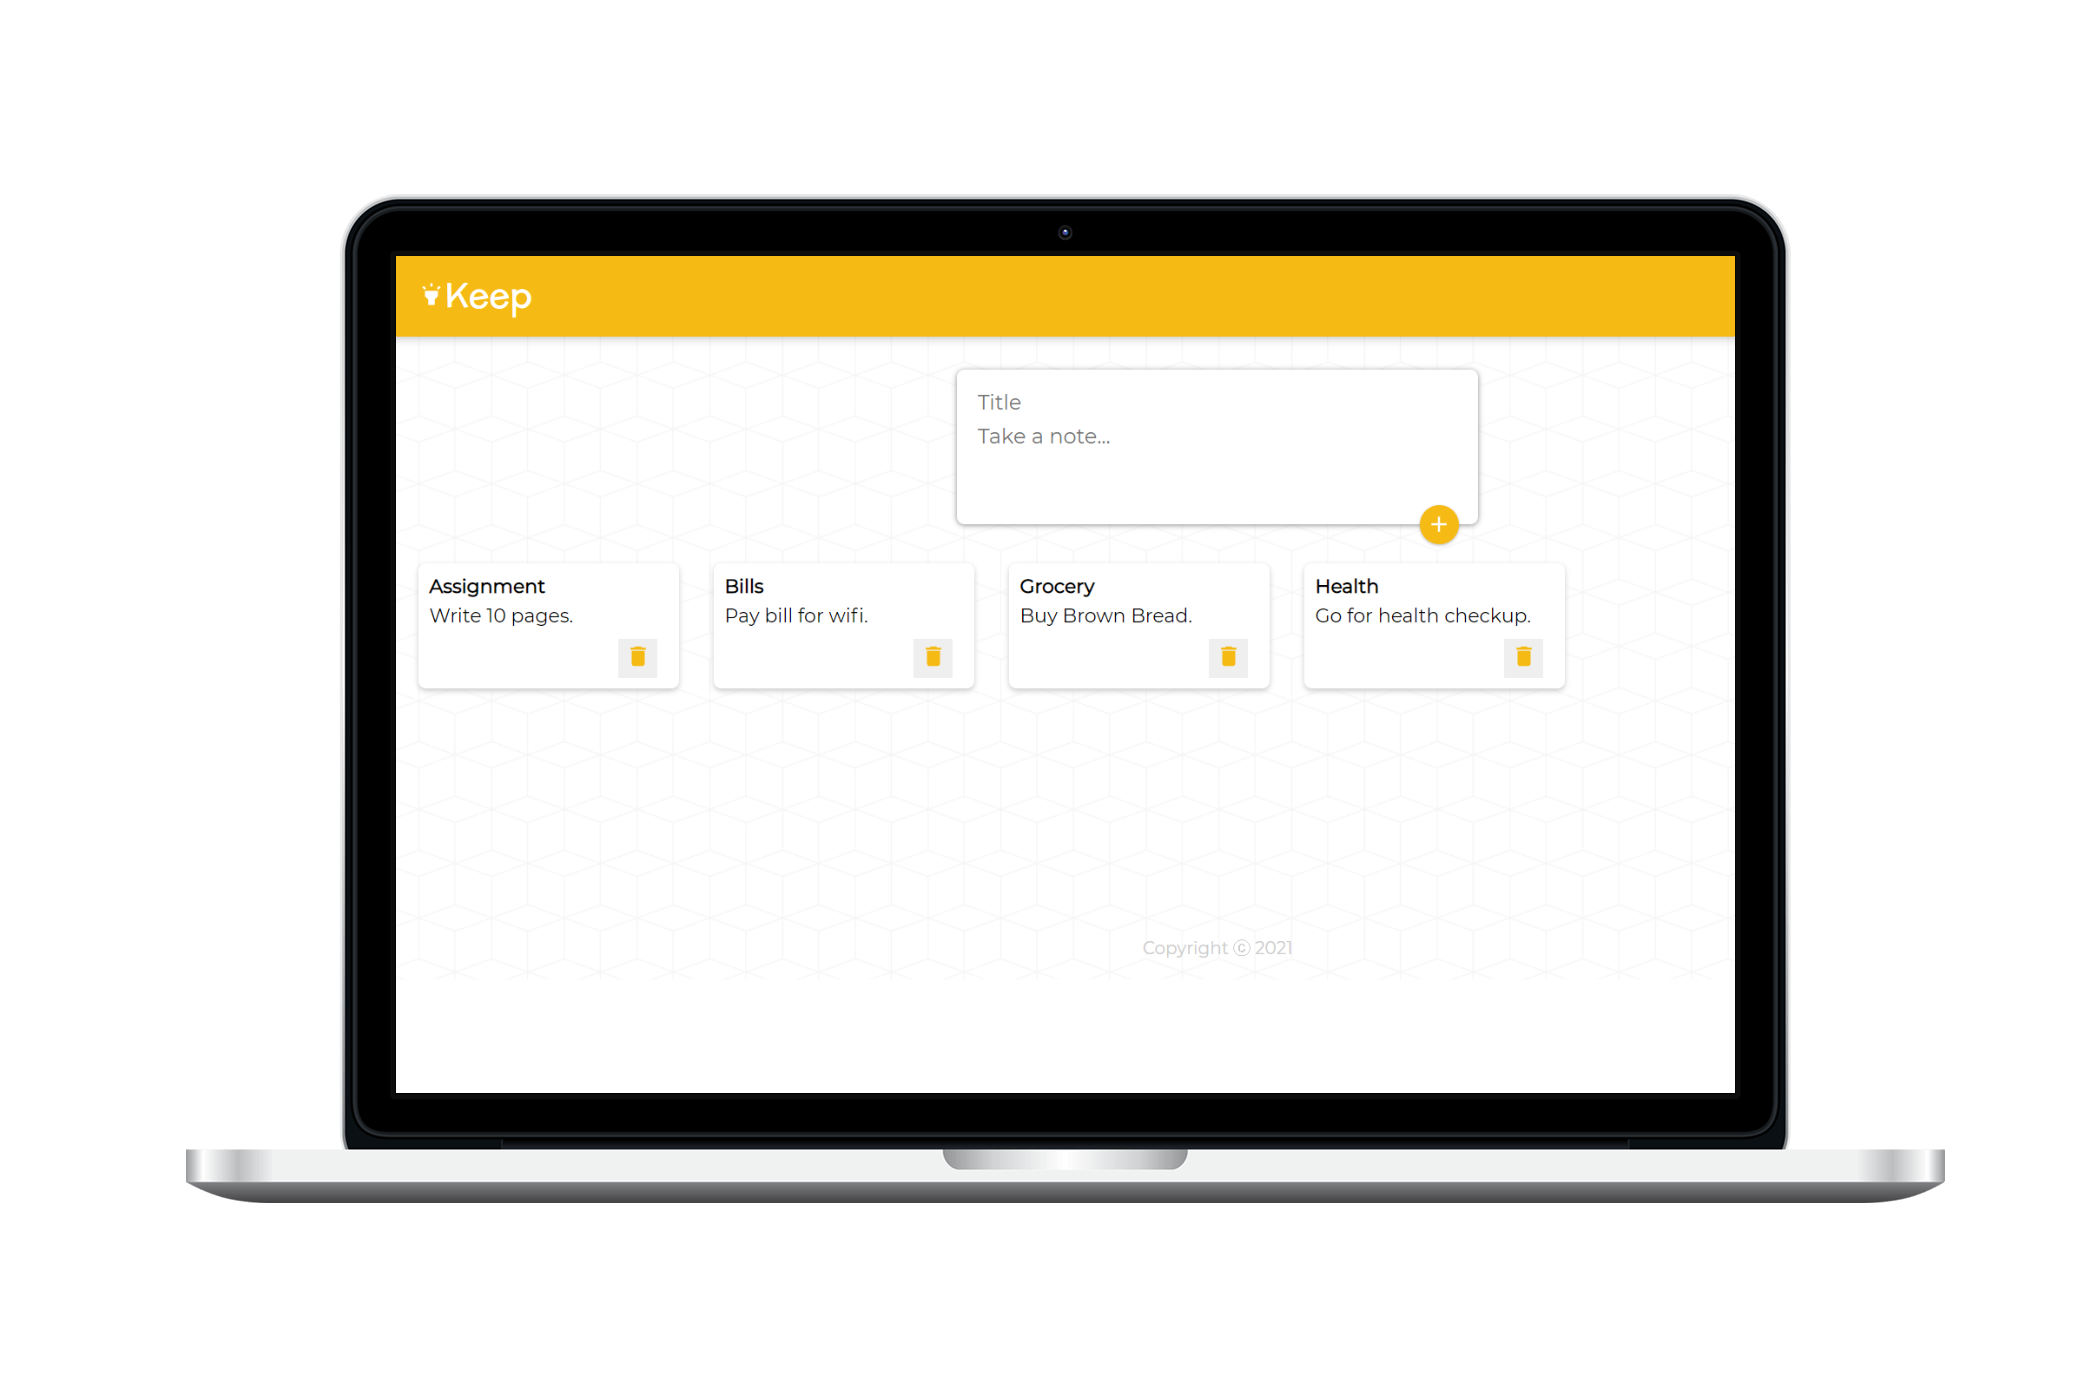 Keep
Title
Take a note...
+
Assignment
Write 10 pages.
Bills
Pay bill for wifi.
Grocery
Buy Brown Bread.
Health
Go for health checkup.
Copyright ⓒ 2021